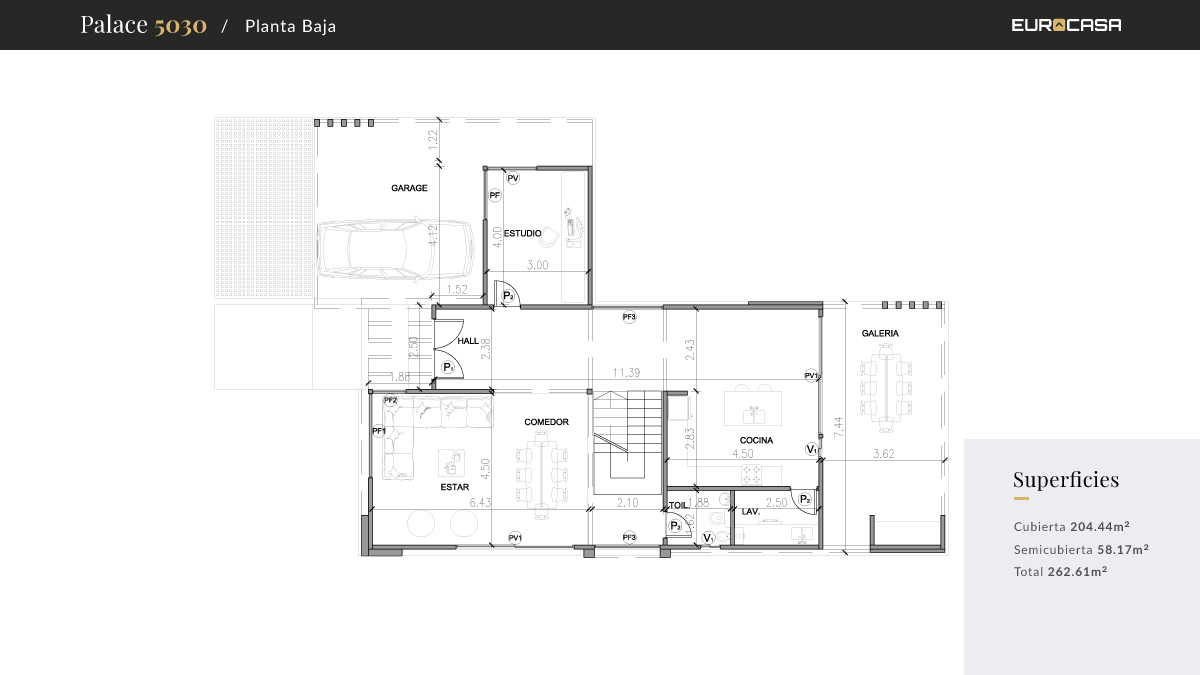 Palace 5030 / Planta Baja
EUROCASA
1.22
GARAGE
PV
PF
4.12
4.00
ESTUDIO
3.00
1.52
P2
PF3
HALL
2.50
2.38
2.43
GALERIA
P1
1.88
11.39
PV1
PF2
COMEDOR
7.44
PF1
2.83
COCINA
4.50
V1
3.62
4.50
ESTAR
6.43
2.10
TOIL.
1.88
LAV.
2.50
P2
P2
1.62
PV1
PF3
V1
Superficies
Cubierta 204.44m²
Semicubierta 58.17m²
Total 262.61m²